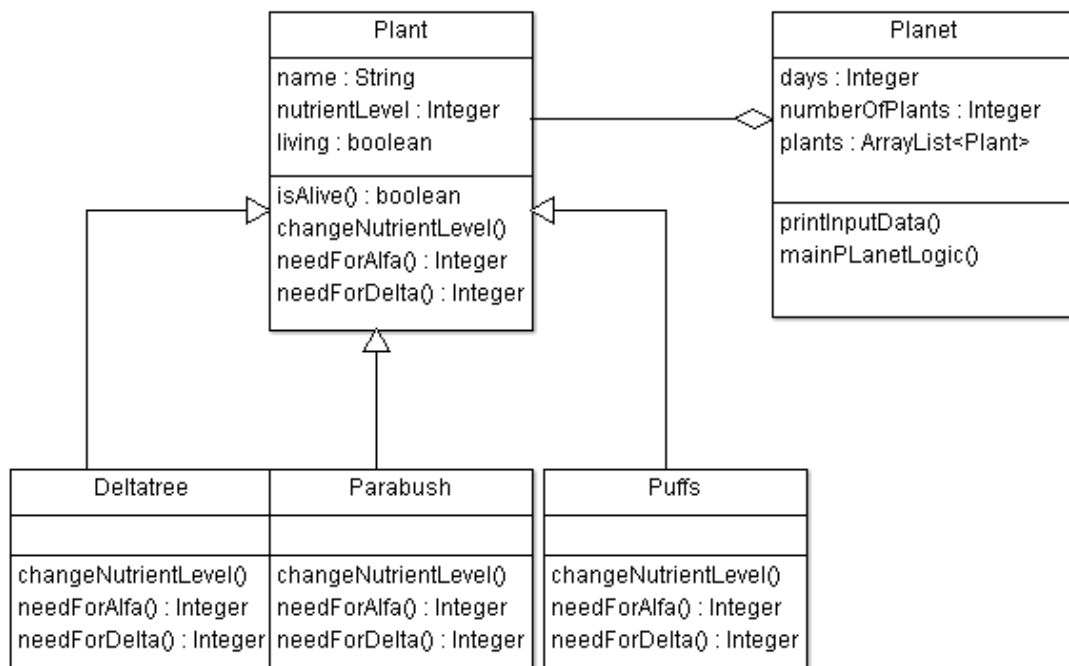 Plant
name : String
nutrientLevel : Integer
living : boolean
isAlive() : boolean
changeNutrientLevel()
needForAlfa() : Integer
needForDelta() : Integer
Planet
days : Integer
numberOfPlants : Integer
plants : ArrayList<Plant>
printInputData()
mainPLanetLogic()
Deltatree
changeNutrientLevel()
needForAlfa() : Integer
needForDelta() : Integer
Parabush
changeNutrientLevel()
needForAlfa() : Integer
needForDelta() : Integer
Puffs
changeNutrientLevel()
needForAlfa() : Integer
needForDelta() : Integer